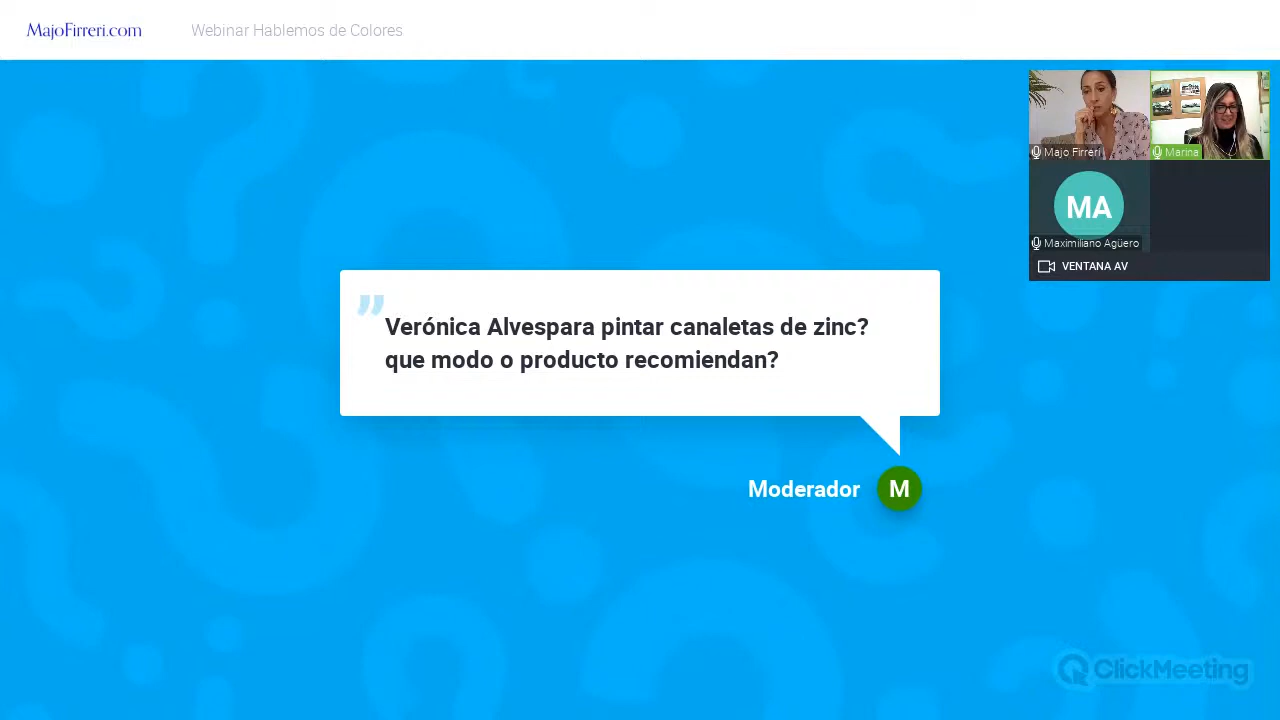 MajoFirreri.com
Webinar Hablemos de Colores
Majo Firreri
Marina
MA
Maximiliano Agüero
VENTANA AV
Verónica Alvespara pintar canaletas de zinc?
que modo o producto recomiendan?
Moderador
M
ClickMeeting